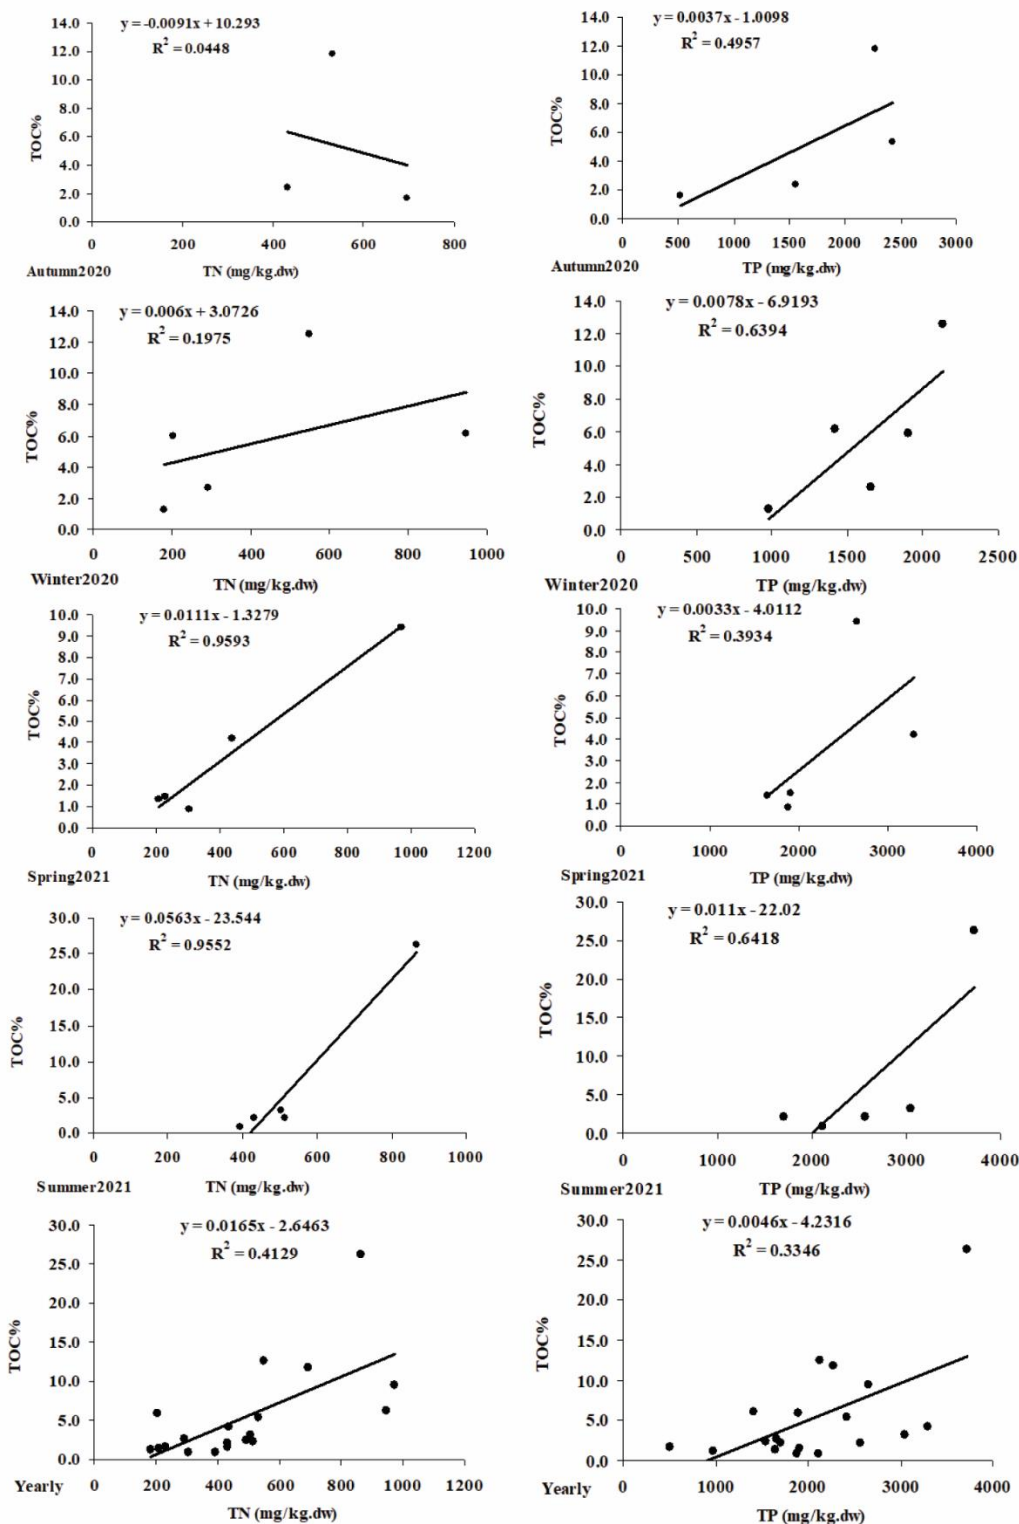 y = -0.0091x + 10.293
R² = 0.0448
14.0
12.0
10.0
8.0
6.0
4.0
2.0
0.0
TOC%
0 200 400 600 800
Autumn2020 TN (mg/kg.dw)
y = 0.0037x - 1.0098
R² = 0.4957
14.0
12.0
10.0
8.0
6.0
4.0
2.0
0.0
TOC%
0 500 1000 1500 2000 2500 3000
Autumn2020 TP (mg/kg.dw)
y = 0.006x + 3.0726
R² = 0.1975
14.0
12.0
10.0
8.0
6.0
4.0
2.0
0.0
TOC%
0 200 400 600 800 1000
Winter2020 TN (mg/kg.dw)
y = 0.0078x - 6.9193
R² = 0.6394
14.0
12.0
10.0
8.0
6.0
4.0
2.0
0.0
TOC%
0 500 1000 1500 2000 2500
Winter2020 TP (mg/kg.dw)
y = 0.0111x - 1.3279
R² = 0.9593
10.0
9.0
8.0
7.0
6.0
5.0
4.0
3.0
2.0
1.0
0.0
TOC%
0 200 400 600 800 1000 1200
Spring2021 TN (mg/kg.dw)
y = 0.0033x - 4.0112
R² = 0.3934
10.0
9.0
8.0
7.0
6.0
5.0
4.0
3.0
2.0
1.0
0.0
TOC%
0 1000 2000 3000 4000
Spring2021 TP (mg/kg.dw)
y = 0.0563x - 23.544
R² = 0.9552
30.0
25.0
20.0
15.0
10.0
5.0
0.0
TOC%
0 200 400 600 800 1000
Summer2021 TN (mg/kg.dw)
y = 0.011x - 22.02
R² = 0.6418
30.0
25.0
20.0
15.0
10.0
5.0
0.0
TOC%
0 1000 2000 3000 4000
Summer2021 TP (mg/kg.dw)
y = 0.0165x - 2.6463
R² = 0.4129
30.0
25.0
20.0
15.0
10.0
5.0
0.0
TOC%
0 200 400 600 800 1000 1200
Yearly TN (mg/kg.dw)
y = 0.0046x - 4.2316
R² = 0.3346
30.0
25.0
20.0
15.0
10.0
5.0
0.0
TOC%
0 1000 2000 3000 4000
Yearly TP (mg/kg.dw)